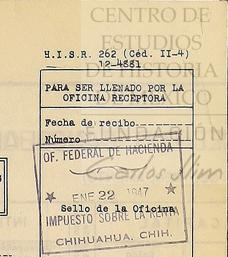 CENTRO DE
ESTUDIOS
DE HISTORIA
DE MÉXICO
H.I.S.R. 262 (Céd. II-4)
12-4881
PARA SER LLENADO POR LA
OFICINA RECEPTORA
Fecha de recibo
Número
FUNDACIÓN
OF. FEDERAL DE HACIENDA
Carlos Slim
★ ENE 22 1947 ★
Sello de la Oficina
IMPUESTO SOBRE LA RENTA
CHIHUAHUA, CHIH.